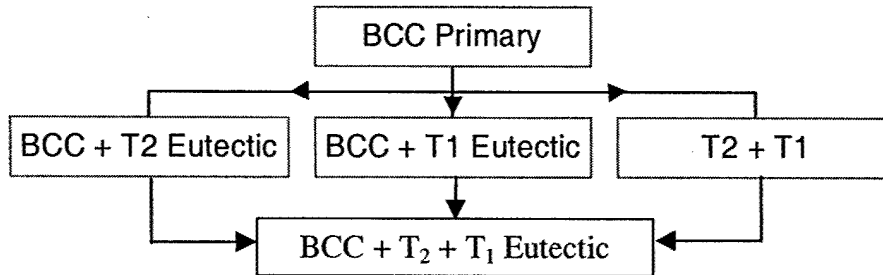 BCC Primary
BCC + T2 Eutectic
BCC + T1 Eutectic
T2 + T1
BCC + T₂ + T₁ Eutectic